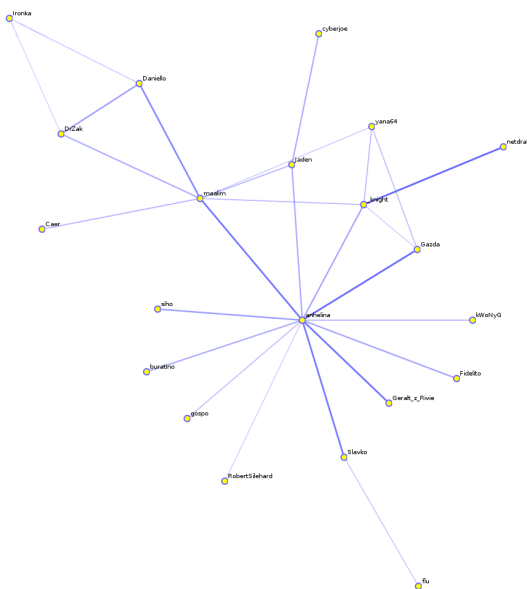 Ironka
cyberjoe
Daniello
yana64
DrZak
netdrai
Taden
maalim
knight
Caer
Gazda
siho
anhelina
kWoNyG
buratino
Fidelito
Geralt_z_Rivie
gospo
Slavko
RobertSilehard
flu